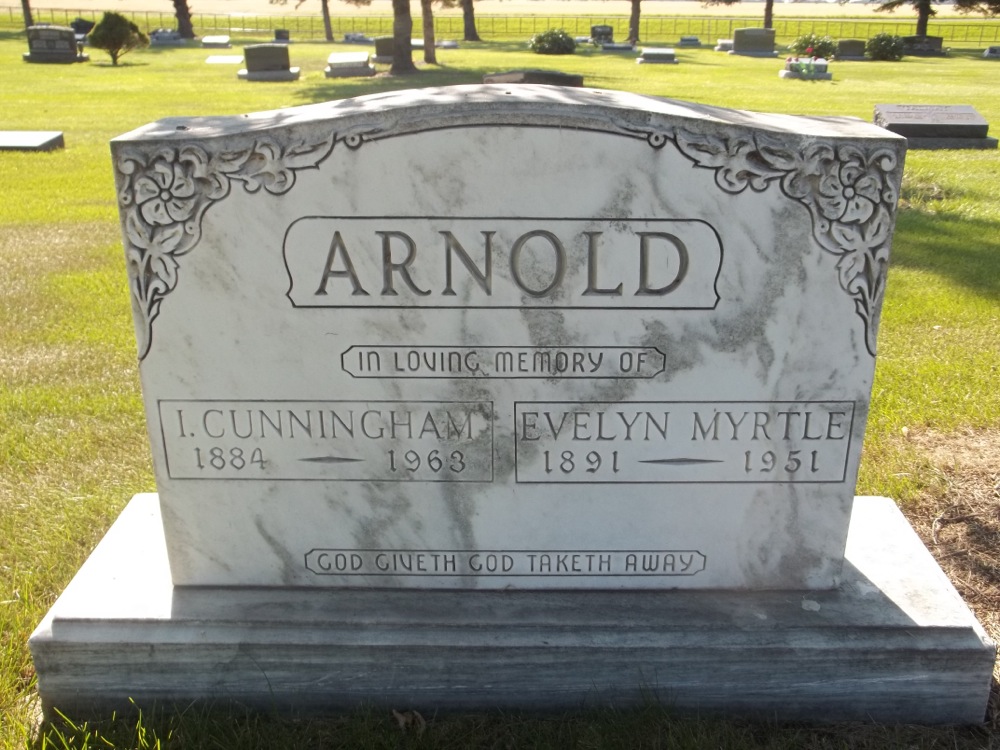 ARNOLD
IN LOVING MEMORY OF
I. CUNNINGHAM
1884 — 1963
EVELYN MYRTLE
1891 — 1951
GOD GIVETH GOD TAKETH AWAY